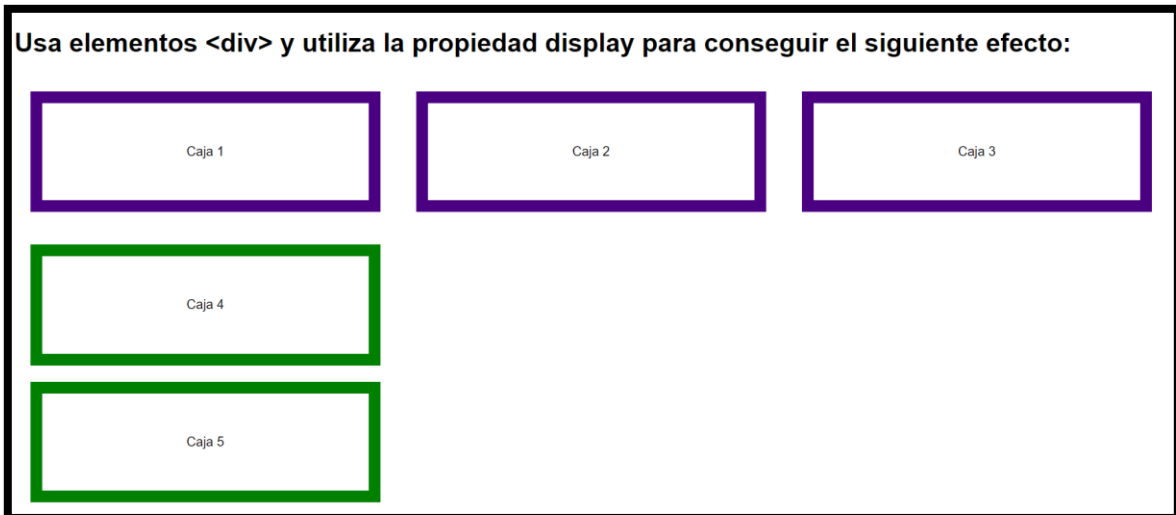 Usa elementos <div> y utiliza la propiedad display para conseguir el siguiente efecto:
Caja 1 Caja 2 Caja 3
Caja 4
Caja 5